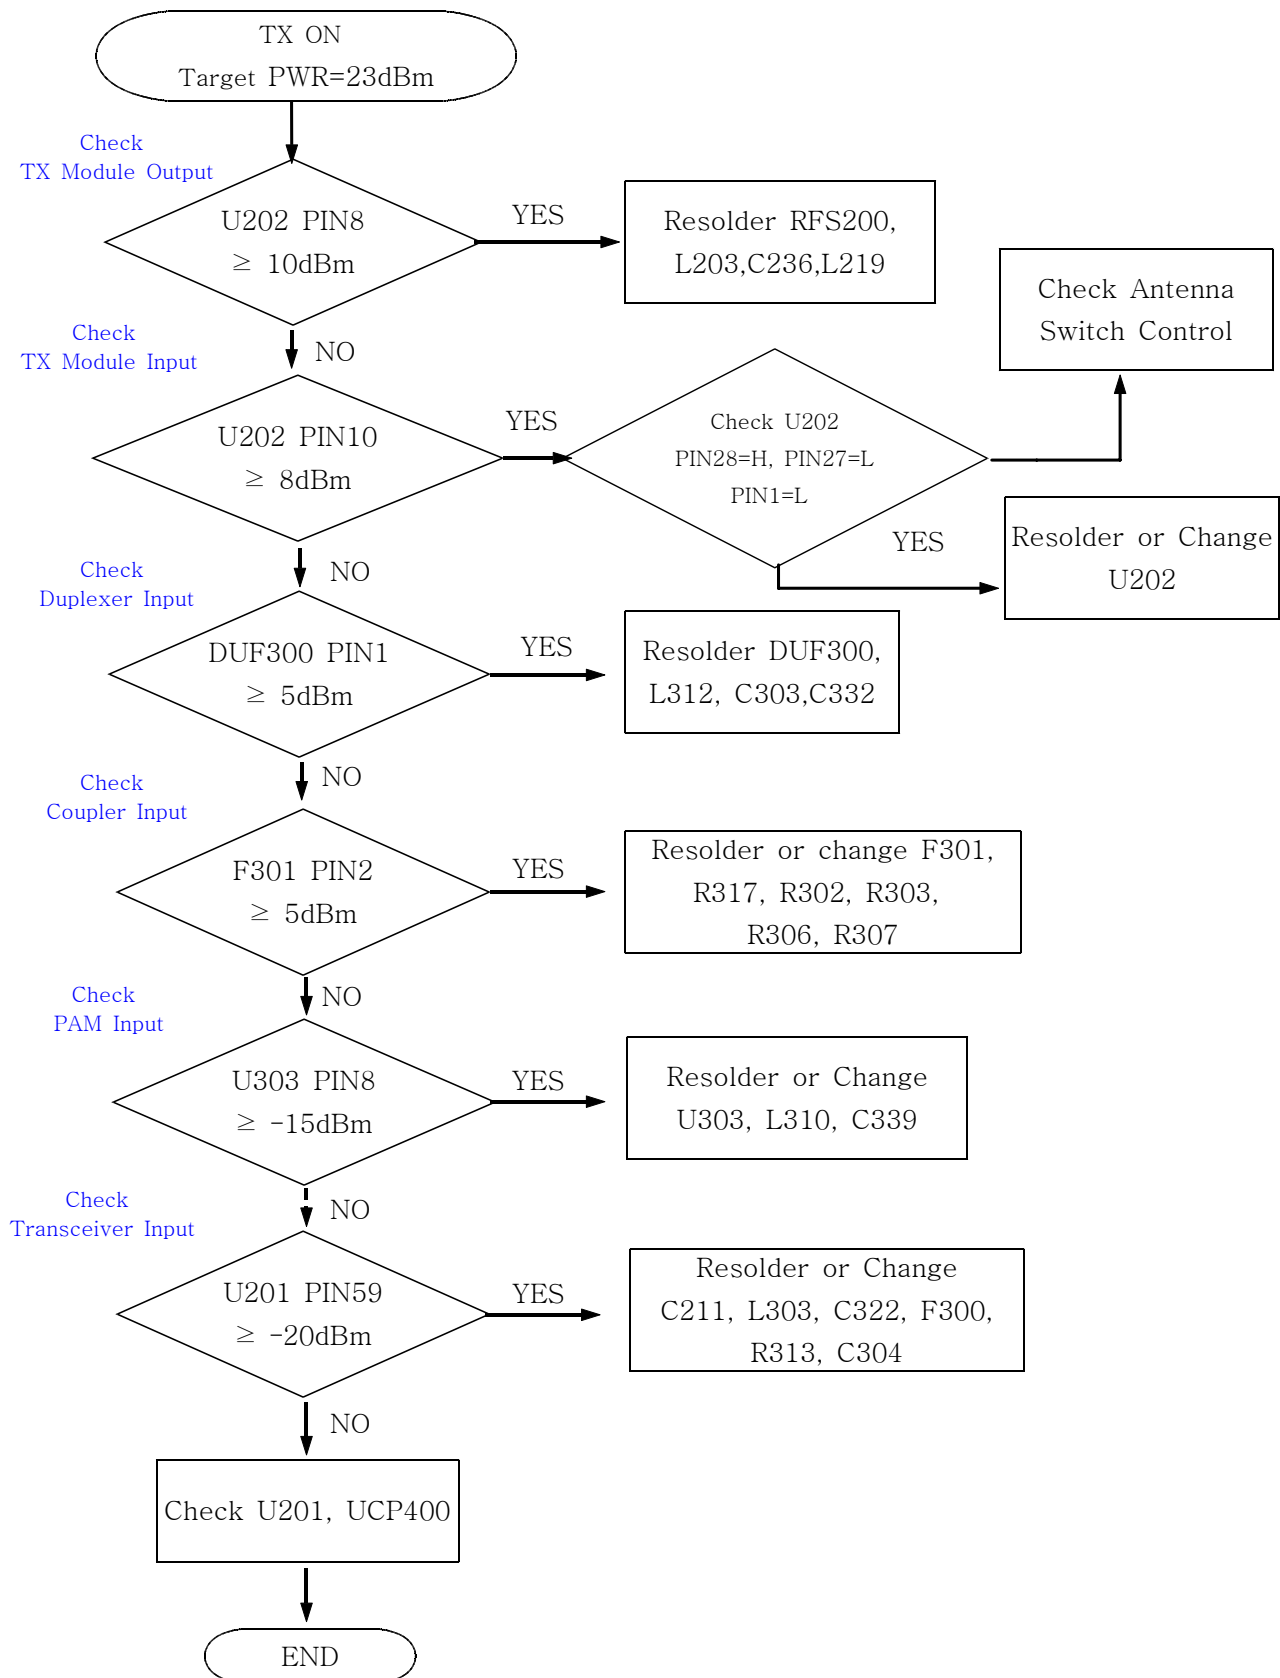 TX ON
Target PWR=23dBm
Check
TX Module Output
U202 PIN8
≥ 10dBm
YES
Resolder RFS200,
L203,C236,L219
Check Antenna
Switch Control
NO
Check
TX Module Input
U202 PIN10
≥ 8dBm
YES
Check U202
PIN28=H, PIN27=L
PIN1=L
YES
Resolder or Change
U202
NO
Check
Duplexer Input
DUF300 PIN1
≥ 5dBm
YES
Resolder DUF300,
L312, C303,C332
NO
Check
Coupler Input
F301 PIN2
≥ 5dBm
YES
Resolder or change F301,
R317, R302, R303,
R306, R307
NO
Check
PAM Input
U303 PIN8
≥ -15dBm
YES
Resolder or Change
U303, L310, C339
NO
Check
Transceiver Input
U201 PIN59
≥ -20dBm
YES
Resolder or Change
C211, L303, C322, F300,
R313, C304
NO
Check U201, UCP400
END